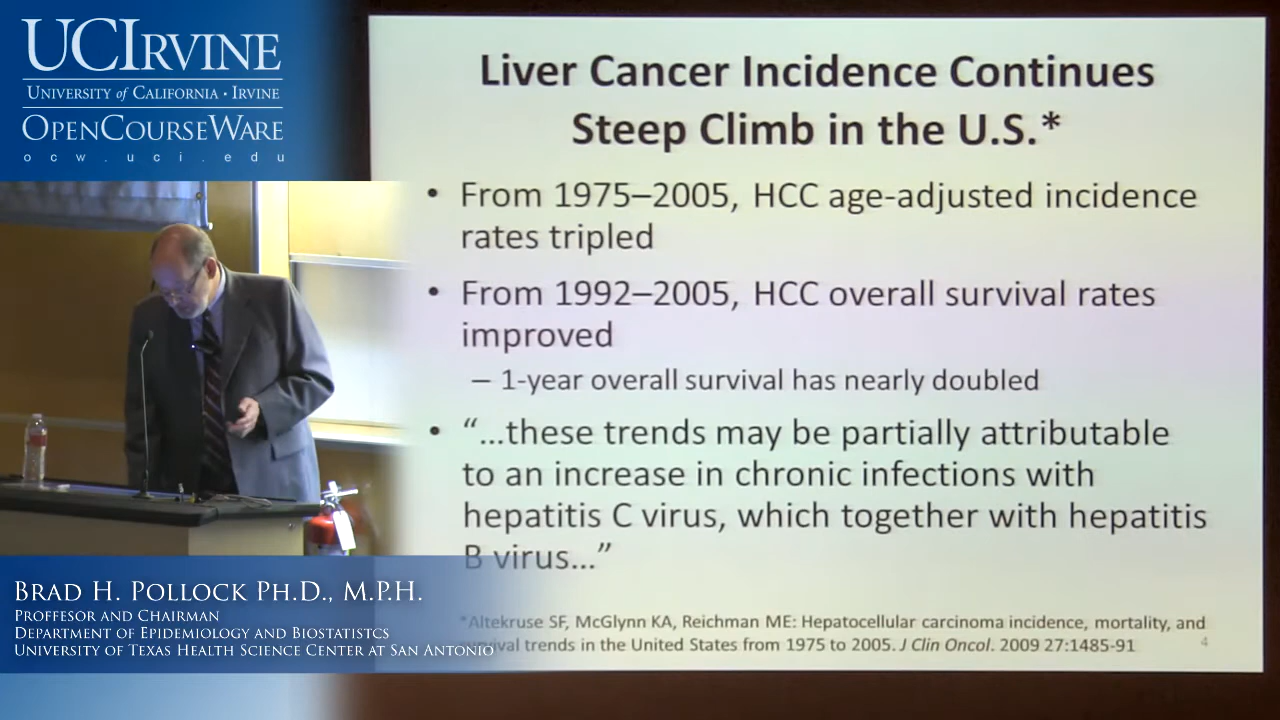 UCIRVINE
UNIVERSITY of CALIFORNIA · IRVINE
OPENCOURSEWARE
ocw.uci.edu
Liver Cancer Incidence Continues
Steep Climb in the U.S.*
• From 1975–2005, HCC age-adjusted incidence
rates tripled
• From 1992–2005, HCC overall survival rates
improved
– 1-year overall survival has nearly doubled
• “...these trends may be partially attributable
to an increase in chronic infections with
hepatitis C virus, which together with hepatitis
B virus...”
*Altekruse SF, McGlynn KA, Reichman ME: Hepatocellular carcinoma incidence, mortality, and
survival trends in the United States from 1975 to 2005. J Clin Oncol. 2009 27:1485-91
4
BRAD H. POLLOCK PH.D., M.P.H.
PROFFESOR AND CHAIRMAN
DEPARTMENT OF EPIDEMIOLOGY AND BIOSTATISTCS
UNIVERSITY OF TEXAS HEALTH SCIENCE CENTER AT SAN ANTONIO